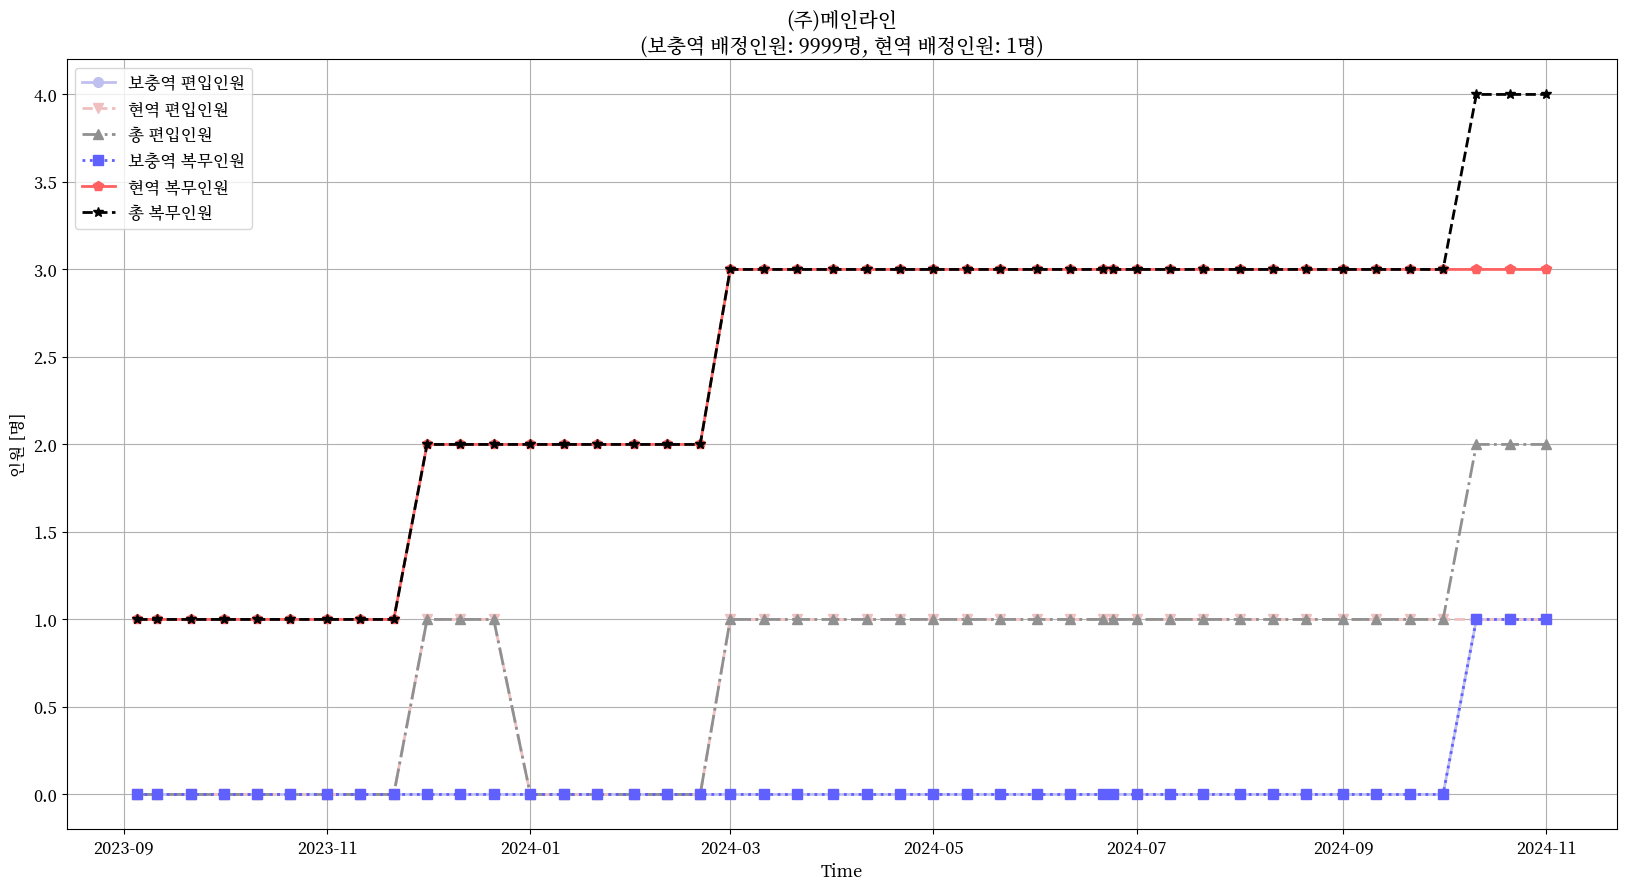 (주)메인라인
(보충역 배정인원: 9999명, 현역 배정인원: 1명)
보충역 편입인원
현역 편입인원
총 편입인원
보충역 복무인원
현역 복무인원
총 복무인원
4.0
3.5
3.0
2.5
2.0
1.5
1.0
0.5
0.0
인원 [명]
2023-09 2023-11 2024-01 2024-03 2024-05 2024-07 2024-09 2024-11
Time